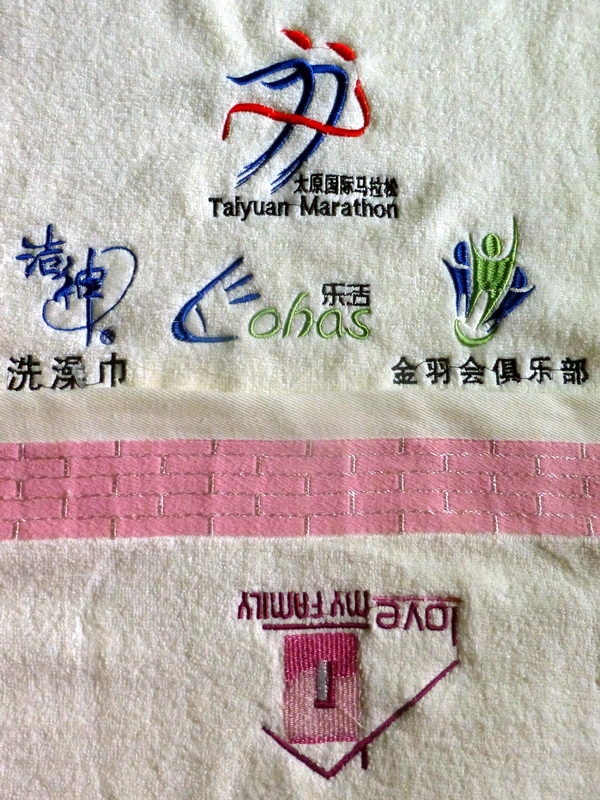 太原国际马拉松
Taiyuan Marathon
洁神
乐活
Lohas
洗澡巾
金羽会俱乐部
love MY FAMILY